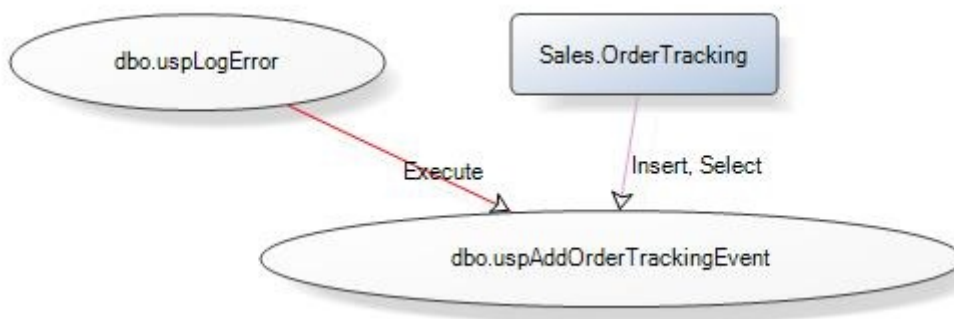 dbo.uspLogError
Sales.OrderTracking
Execute
Insert, Select
dbo.uspAddOrderTrackingEvent